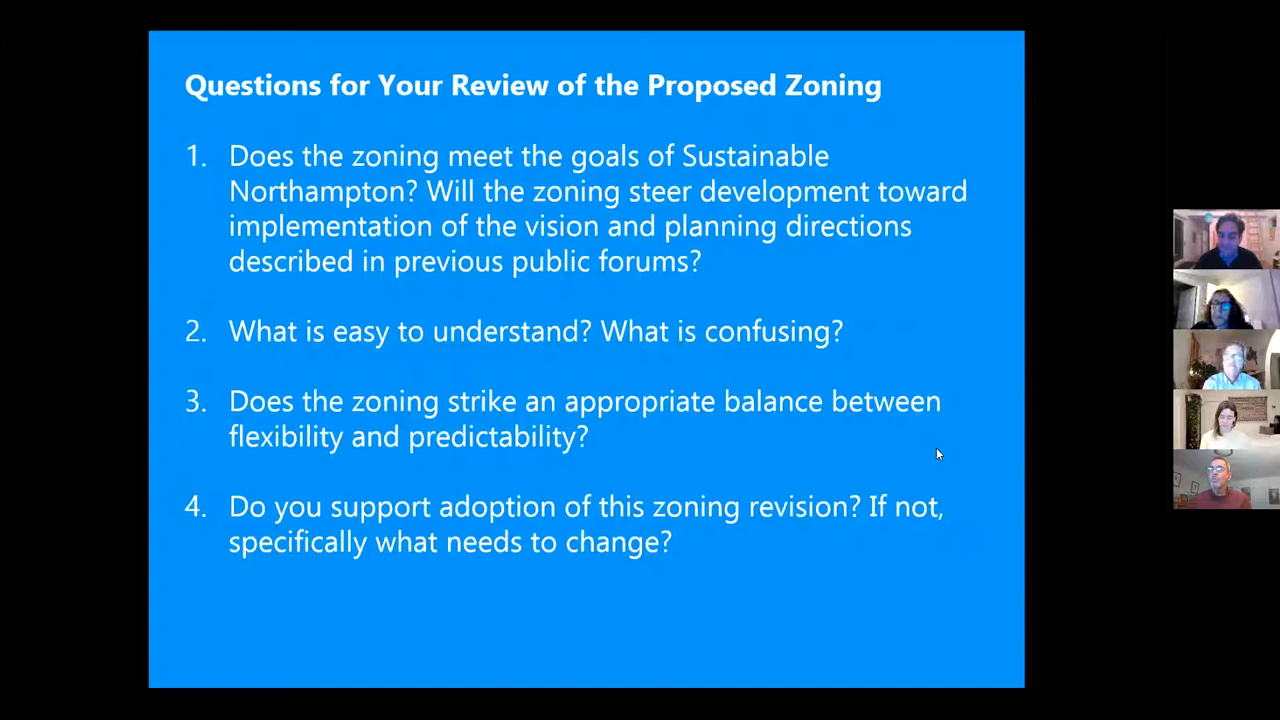 Questions for Your Review of the Proposed Zoning
1. Does the zoning meet the goals of Sustainable
Northampton? Will the zoning steer development toward
implementation of the vision and planning directions
described in previous public forums?
2. What is easy to understand? What is confusing?
3. Does the zoning strike an appropriate balance between
flexibility and predictability?
4. Do you support adoption of this zoning revision? If not,
specifically what needs to change?